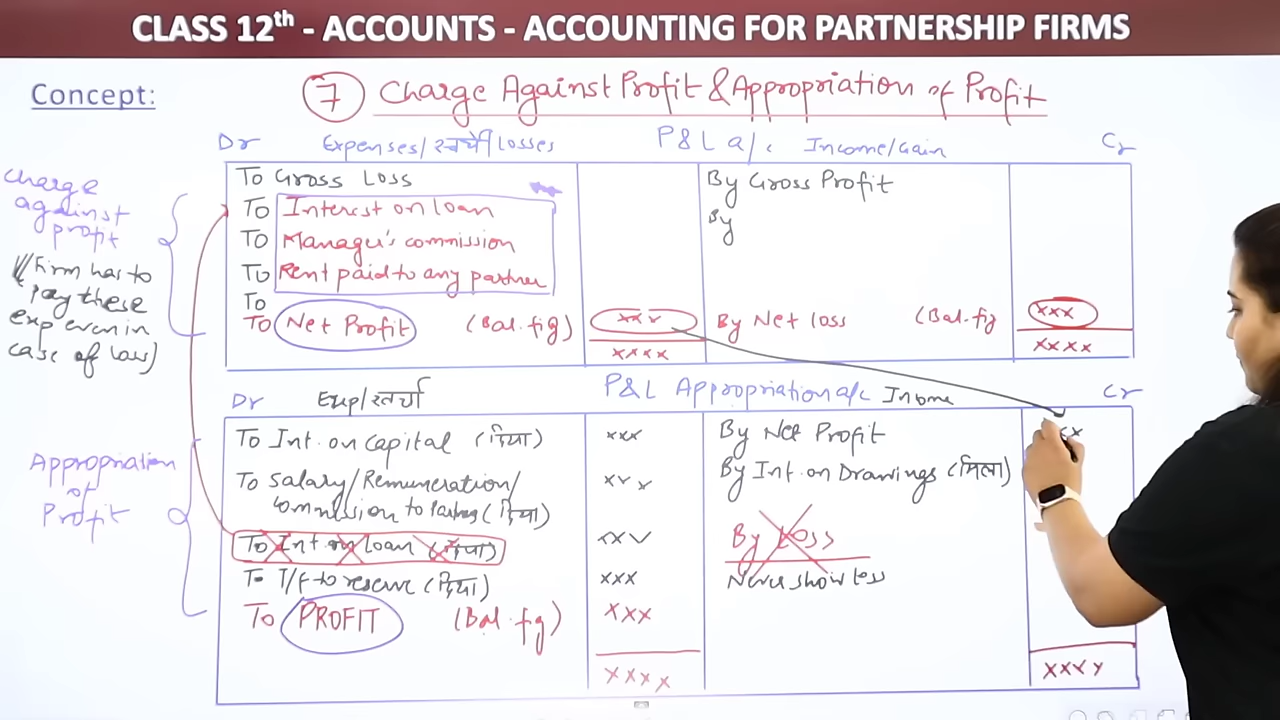 CLASS 12th - ACCOUNTS - ACCOUNTING FOR PARTNERSHIP FIRMS
Concept:
7 Charge Against Profit & Appropriation of Profit
Dr Expenses/खर्चे/losses P&L a/c Income/Gain Cr
Charge against profit
(Firm has to pay these exp even in case of loss)
To Gross Loss
To Interest on loan
To Manager's commission
To Rent paid to any partner
To
To Net Profit (Bal. fig) xxv
xxxx
By Gross Profit
By
By Net loss (Bal. fig xxx
xxxx
Dr Exp/खर्चा P&L Appropriation a/c Income Cr
Appropriation of Profit
To Int. on capital (दिया) xxx
To Salary/Remuneration/
Commission to Partners (दिया) xvx
To Int on loan (दिया) xxv
To T/f to reserve (दिया) xxx
To PROFIT (Bal. fig) xxx
xxxx
By Net Profit
By Int. on Drawings (मिला)
By Loss
Never show loss
xxxy